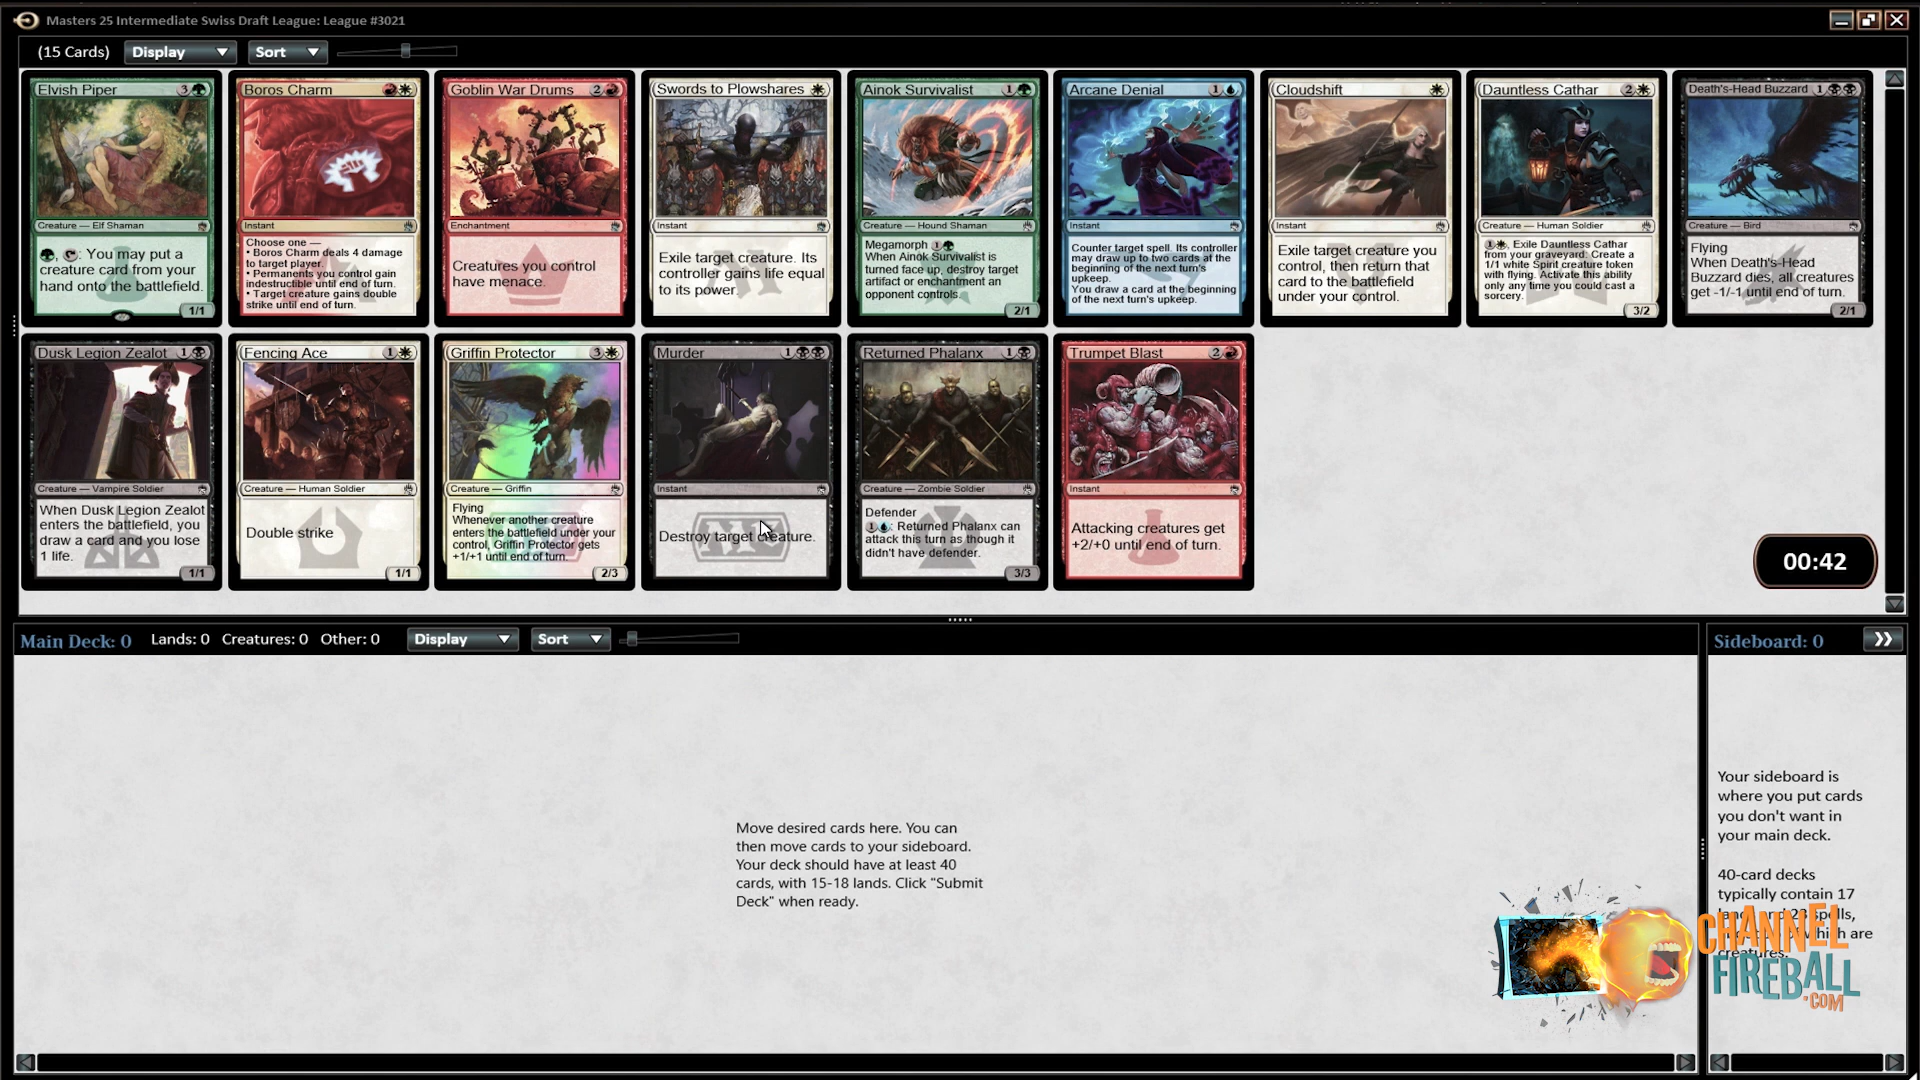 Masters 25 Intermediate Swiss Draft League: League #3021
(15 Cards) Display Sort
Elvish Piper 3
Creature — Elf Shaman
: You may put a
creature card from your
hand onto the battlefield.
1/1
Boros Charm
Instant
Choose one —
• Boros Charm deals 4 damage
to target player.
• Permanents you control gain
indestructible until end of turn.
• Target creature gains double
strike until end of turn.
Goblin War Drums 2
Enchantment
Creatures you control
have menace.
Swords to Plowshares
Instant
Exile target creature. Its
controller gains life equal
to its power.
Ainok Survivalist 1
Creature — Hound Shaman
Megamorph 1
When Ainok Survivalist is
turned face up, destroy target
artifact or enchantment an
opponent controls.
2/1
Arcane Denial 1
Instant
Counter target spell. Its controller
may draw up to two cards at the
beginning of the next turn's
upkeep.
You draw a card at the beginning
of the next turn's upkeep.
Cloudshift
Instant
Exile target creature you
control, then return that
card to the battlefield
under your control.
Dauntless Cathar 2
Creature — Human Soldier
1, Exile Dauntless Cathar
from your graveyard: Create a
1/1 white Spirit creature token
with flying. Activate this ability
only any time you could cast a
sorcery.
3/2
Death's-Head Buzzard 1
Creature — Bird
Flying
When Death's-Head
Buzzard dies, all creatures
get -1/-1 until end of turn.
2/1
Dusk Legion Zealot 1
Creature — Vampire Soldier
When Dusk Legion Zealot
enters the battlefield, you
draw a card and you lose
1 life.
1/1
Fencing Ace 1
Creature — Human Soldier
Double strike
1/1
Griffin Protector 3
Creature — Griffin
Flying
Whenever another creature
enters the battlefield under your
control, Griffin Protector gets
+1/+1 until end of turn.
2/3
Murder 1
Instant
Destroy target creature.
Returned Phalanx 1
Creature — Zombie Soldier
Defender
1: Returned Phalanx can
attack this turn as though it
didn't have defender.
3/3
Trumpet Blast 2
Instant
Attacking creatures get
+2/+0 until end of turn.
00:42
Main Deck: 0 Lands: 0 Creatures: 0 Other: 0 Display Sort
Move desired cards here. You can
then move cards to your sideboard.
Your deck should have at least 40
cards, with 15-18 lands. Click "Submit
Deck" when ready.
Sideboard: 0
Your sideboard is
where you put cards
you don't want in
your main deck.
40-card decks
typically contain 17
spells,
which are
creatures.
CHANNEL
FIREBALL
.COM